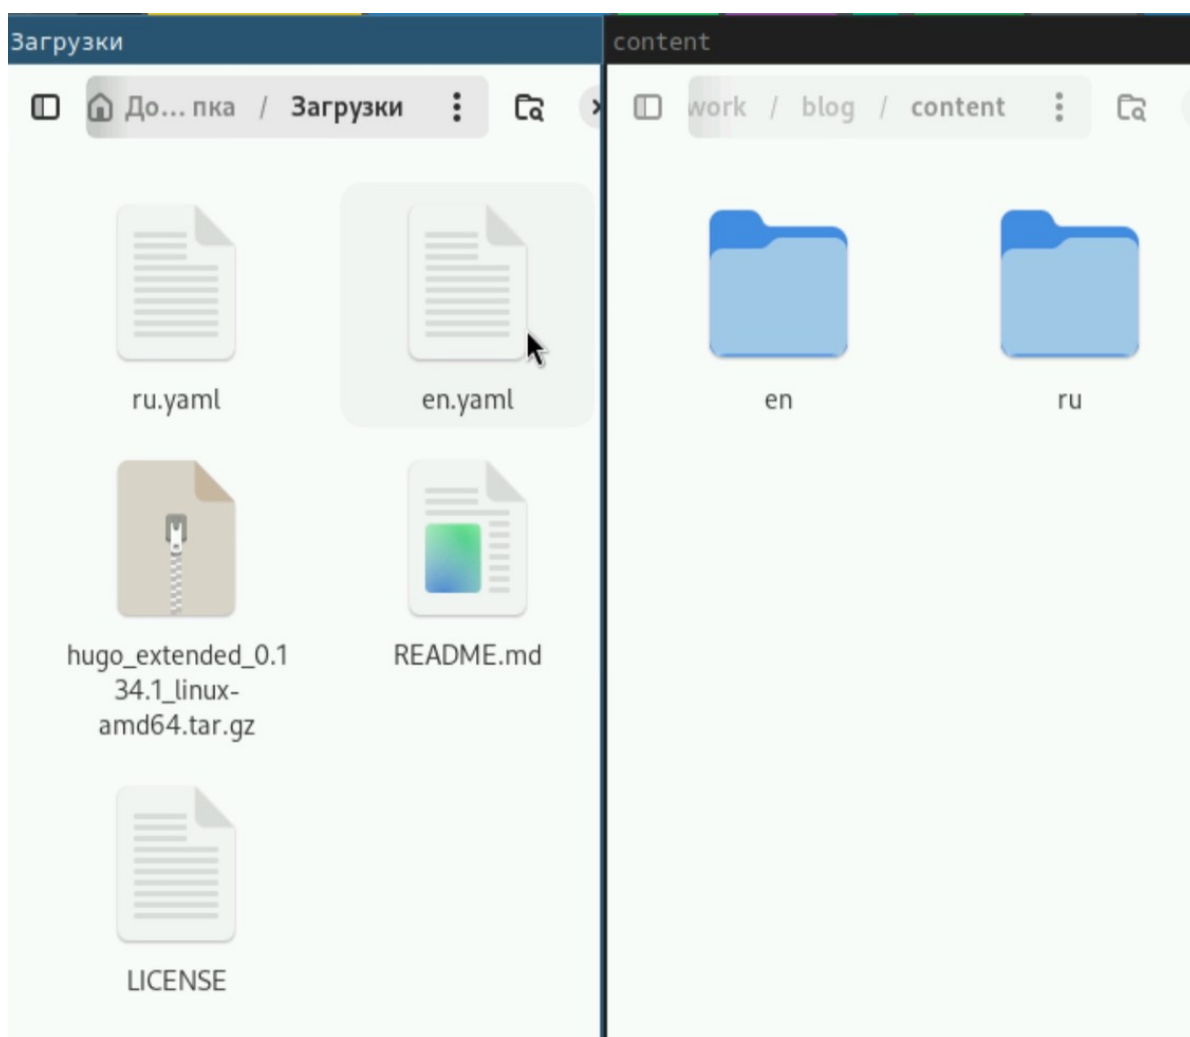 Загрузки
content
До... пка / Загрузки
work / blog / content
ru.yaml
en.yaml
en
ru
hugo_extended_0.1
34.1_linux-
amd64.tar.gz
README.md
LICENSE